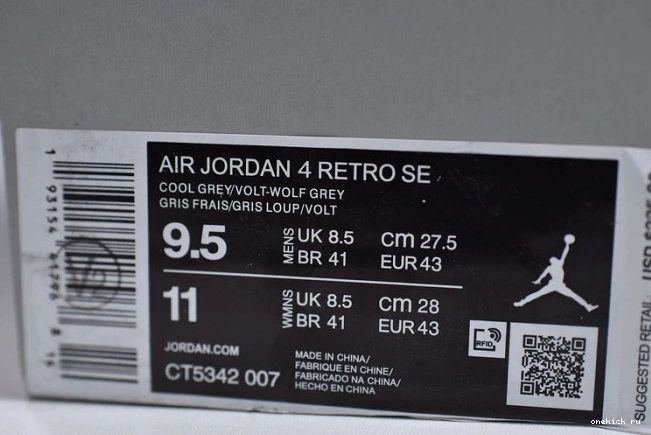 AIR JORDAN 4 RETRO SE
COOL GREY/VOLT-WOLF GREY
GRIS FRAIS/GRIS LOUP/VOLT
9.5 MENS UK 8.5 cm 27.5
BR 41 EUR 43
11 WMNS UK 8.5 cm 28
BR 41 EUR 43
JORDAN.COM
CT5342 007
MADE IN CHINA/
FABRIQUE EN CHINE/
FABRICADO NA CHINA/
HECHO EN CHINA
RFID
1 93154
SUGGESTED RETAIL:
USD
onekick ru